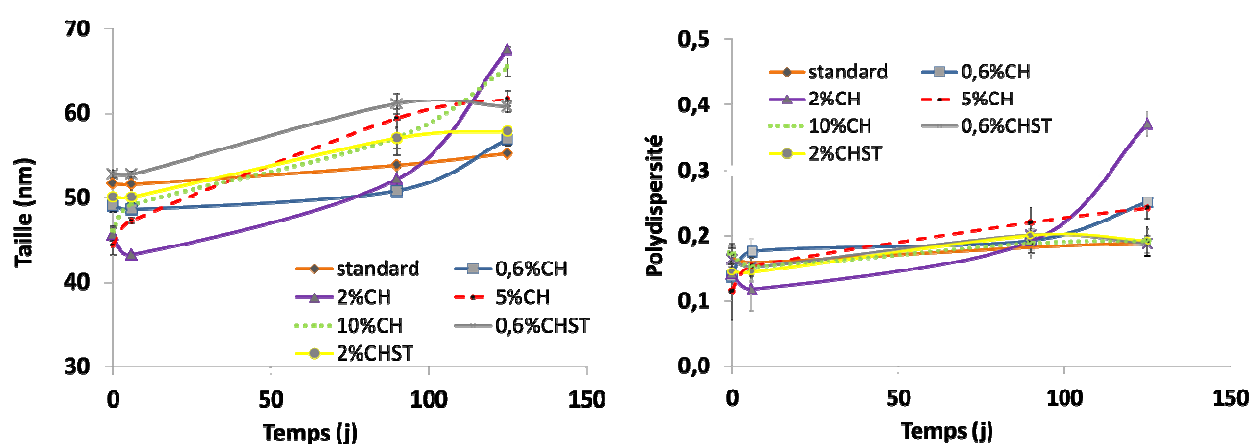 Taille (nm)
70
60
50
40
30
0 50 100 150
Temps (j)
standard 0,6%CH
2%CH 5%CH
10%CH 0,6%CHST
2%CHST
Polydispersité
0,5
0,4
0,3
0,2
0,1
0,0
0 50 100 150
Temps (j)
standard 0,6%CH
2%CH 5%CH
10%CH 0,6%CHST
2%CHST